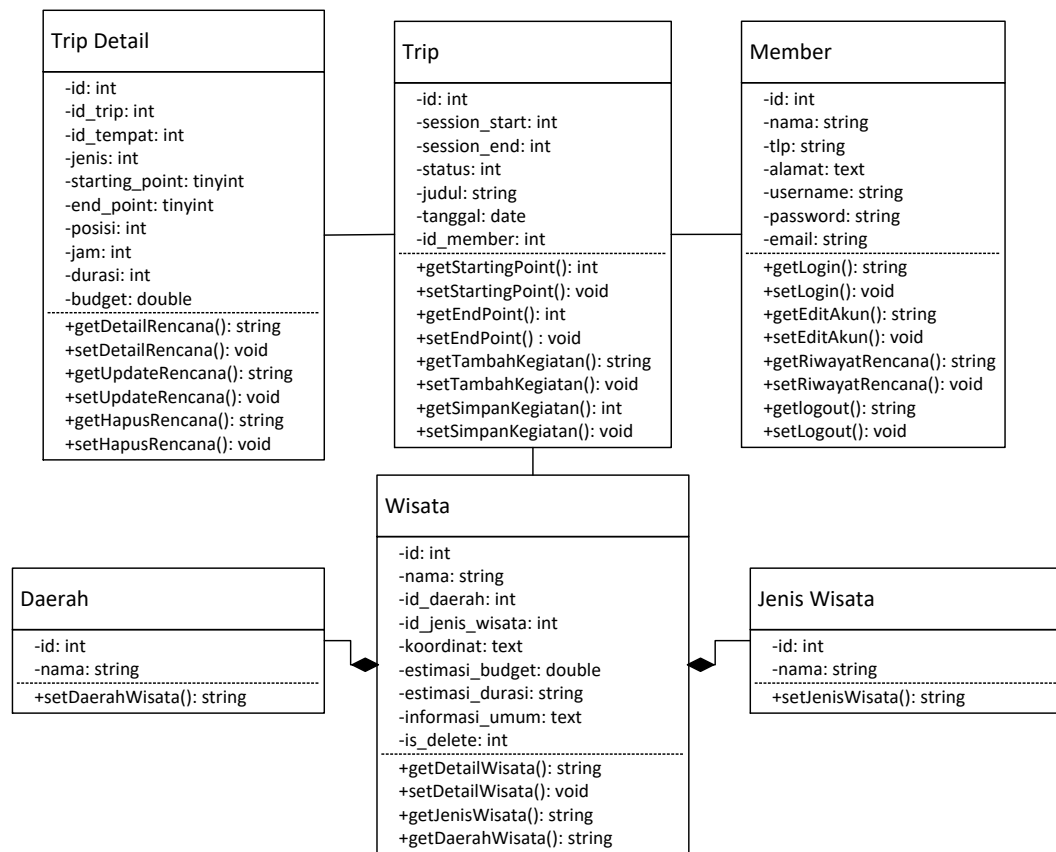 Trip Detail
-id: int
-id_trip: int
-id_tempat: int
-jenis: int
-starting_point: tinyint
-end_point: tinyint
-posisi: int
-jam: int
-durasi: int
-budget: double
+getDetailRencana(): string
+setDetailRencana(): void
+getUpdateRencana(): string
+setUpdateRencana(): void
+getHapusRencana(): string
+setHapusRencana(): void
Trip
-id: int
-session_start: int
-session_end: int
-status: int
-judul: string
-tanggal: date
-id_member: int
+getStartingPoint(): int
+setStartingPoint(): void
+getEndPoint(): int
+setEndPoint() : void
+getTambahKegiatan(): string
+setTambahKegiatan(): void
+getSimpanKegiatan(): int
+setSimpanKegiatan(): void
Member
-id: int
-nama: string
-tlp: string
-alamat: text
-username: string
-password: string
-email: string
+getLogin(): string
+setLogin(): void
+getEditAkun(): string
+setEditAkun(): void
+getRiwayatRencana(): string
+setRiwayatRencana(): void
+getlogout(): string
+setLogout(): void
Daerah
-id: int
-nama: string
+setDaerahWisata(): string
Wisata
-id: int
-nama: string
-id_daerah: int
-id_jenis_wisata: int
-koordinat: text
-estimasi_budget: double
-estimasi_durasi: string
-informasi_umum: text
-is_delete: int
+getDetailWisata(): string
+setDetailWisata(): void
+getJenisWisata(): string
+getDaerahWisata(): string
Jenis Wisata
-id: int
-nama: string
+setJenisWisata(): string